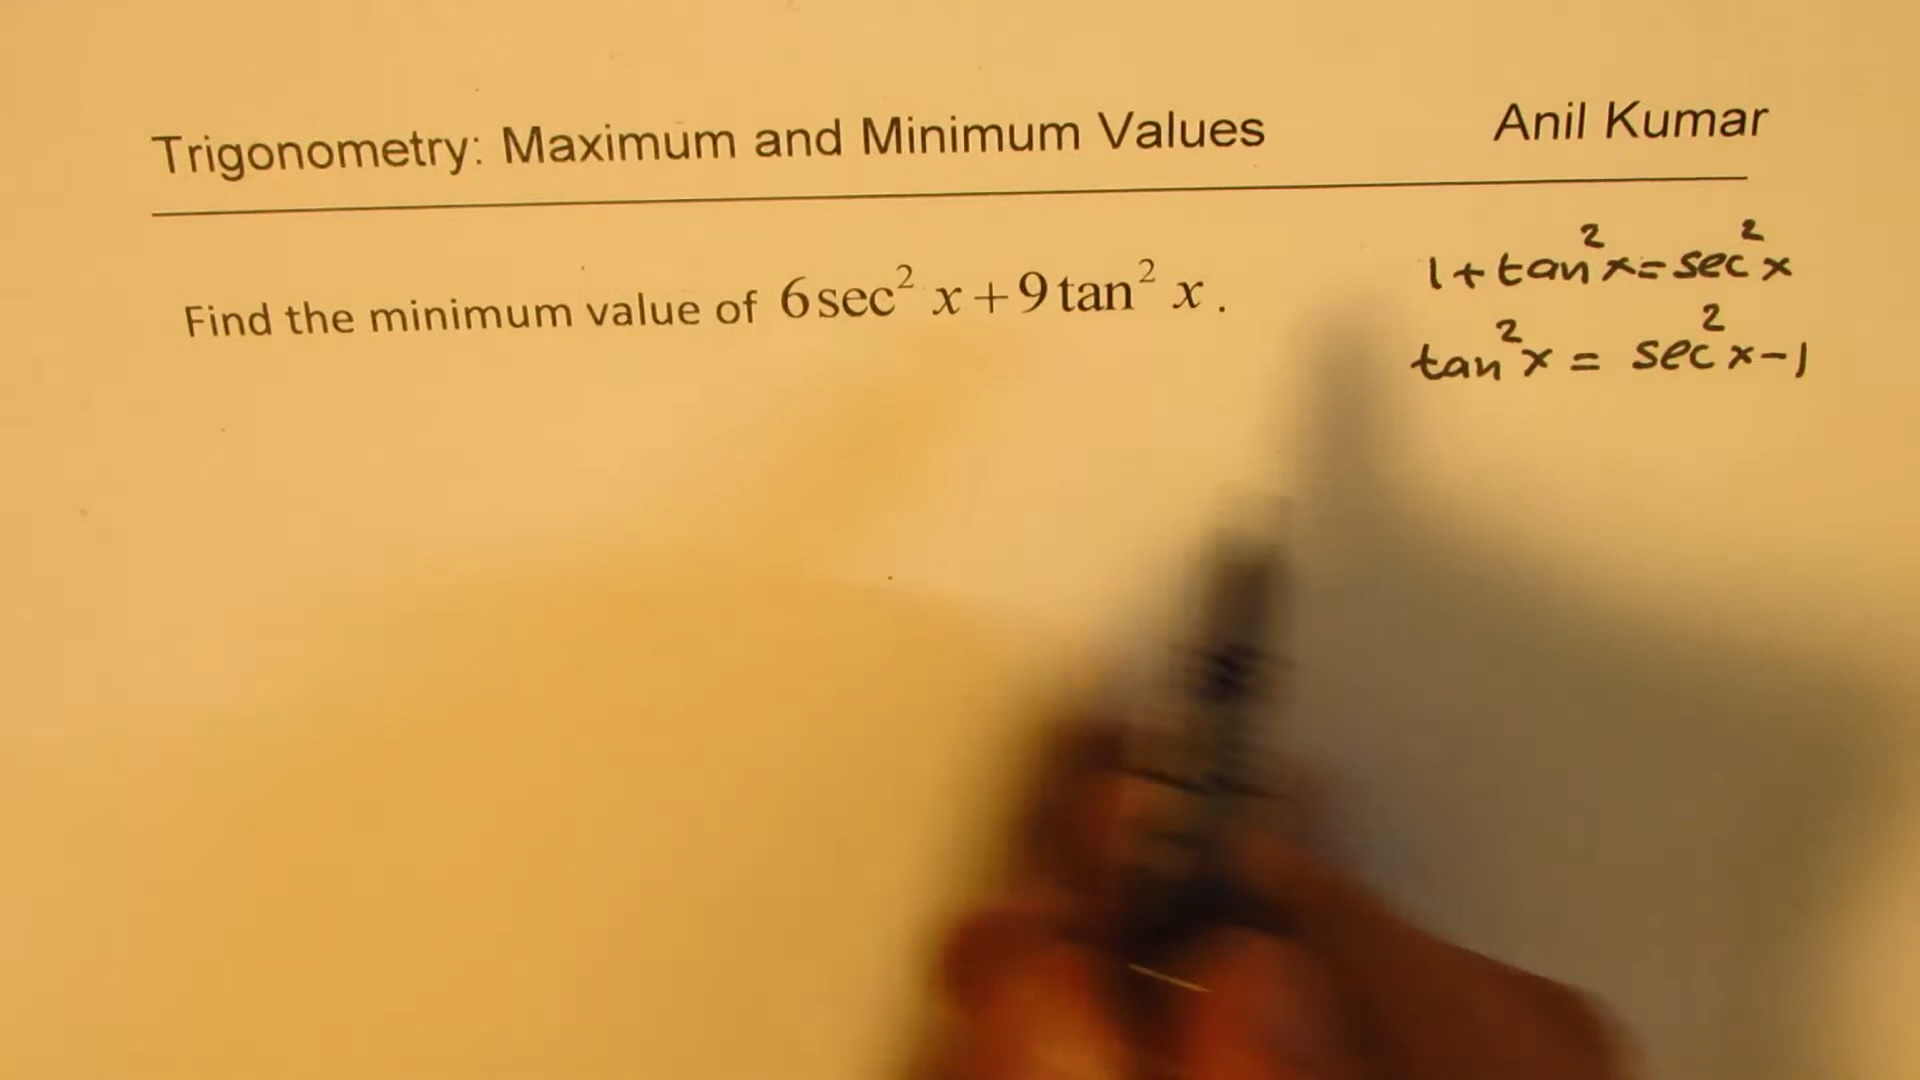 Trigonometry: Maximum and Minimum Values Anil Kumar
Find the minimum value of 6sec² x+9tan² x.
1+tan²x=sec²x
tan²x = sec²x-1